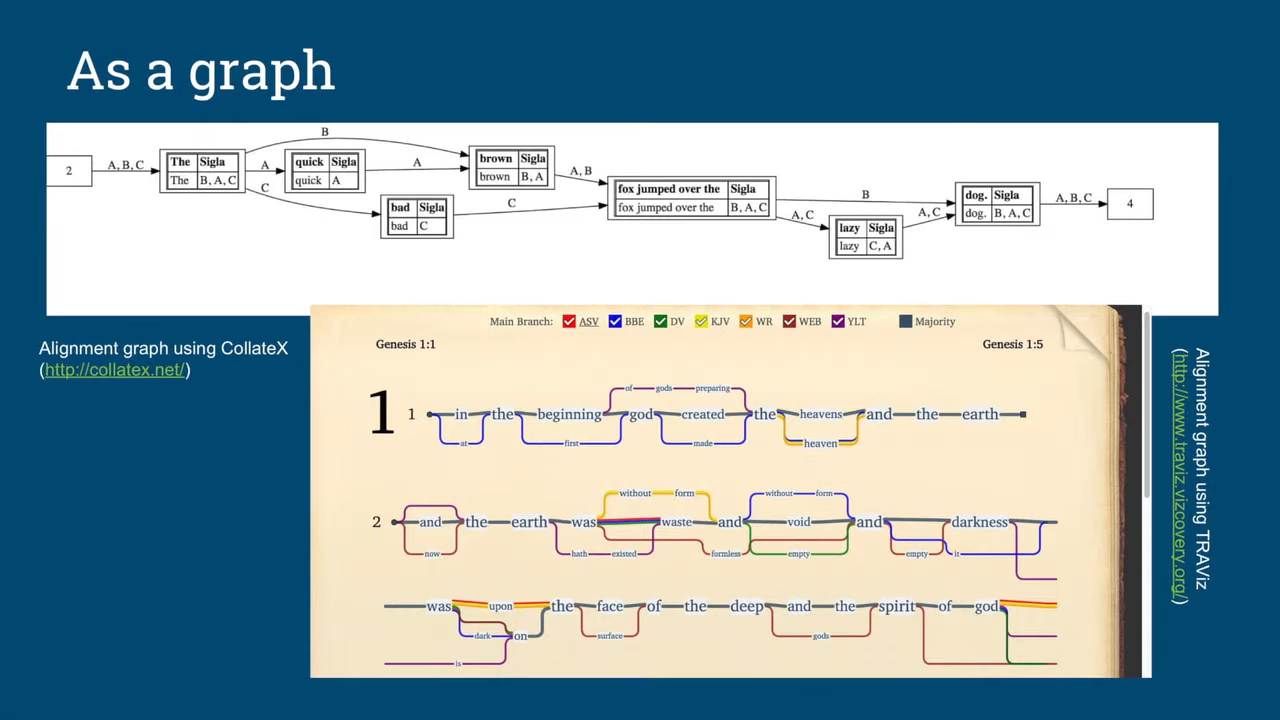 As a graph
2
A, B, C
The Sigla
The B, A, C
B
A
C
quick Sigla
quick A
A
bad Sigla
bad C
C
brown Sigla
brown B, A
A, B
fox jumped over the Sigla
fox jumped over the B, A, C
B
A, C
lazy Sigla
lazy C, A
A, C
dog. Sigla
dog. B, A, C
A, B, C
4
Alignment graph using CollateX
(http://collatex.net/)
Main Branch: ASV BBE DV KJV WR WEB YLT Majority
Genesis 1:1 Genesis 1:5
of gods preparing
1 1 in the beginning god created the heavens and the earth
at first made heaven
without form without form
2 and the earth was waste and void and darkness
now hath existed formless empty empty it
was upon the face of the deep and the spirit of god
dark on surface gods
is
Alignment graph using TRAViz
(http://www.traviz.vizcovery.org/)